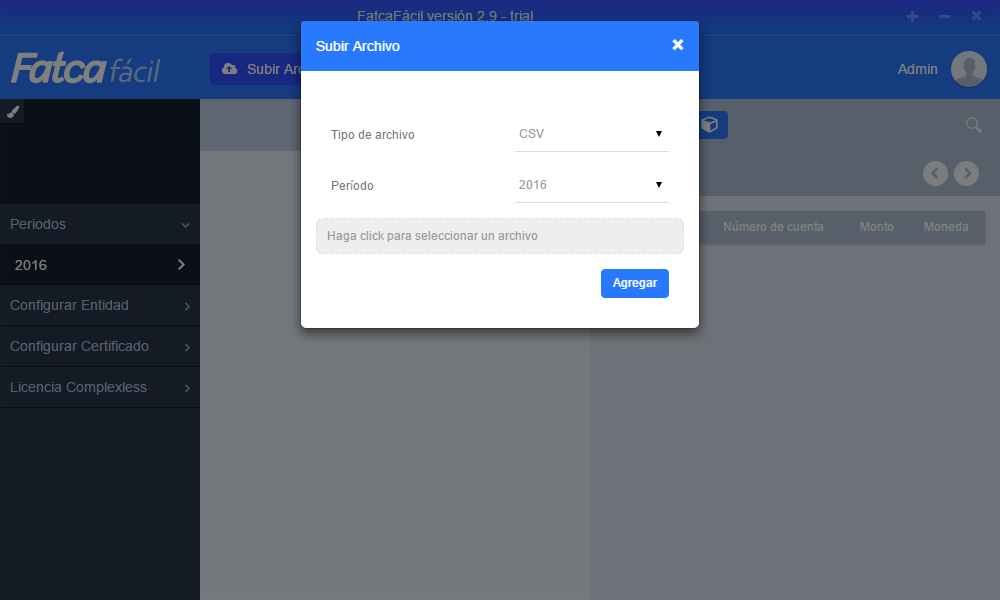 FatcaFácil versión 2.9 - trial
Fatca fácil
Subir
Admin
Subir Archivo
Tipo de archivo
CSV
Período
2016
Haga click para seleccionar un archivo
Agregar
Periodos
2016
Configurar Entidad
Configurar Certificado
Licencia Complexless
Número de cuenta
Monto
Moneda